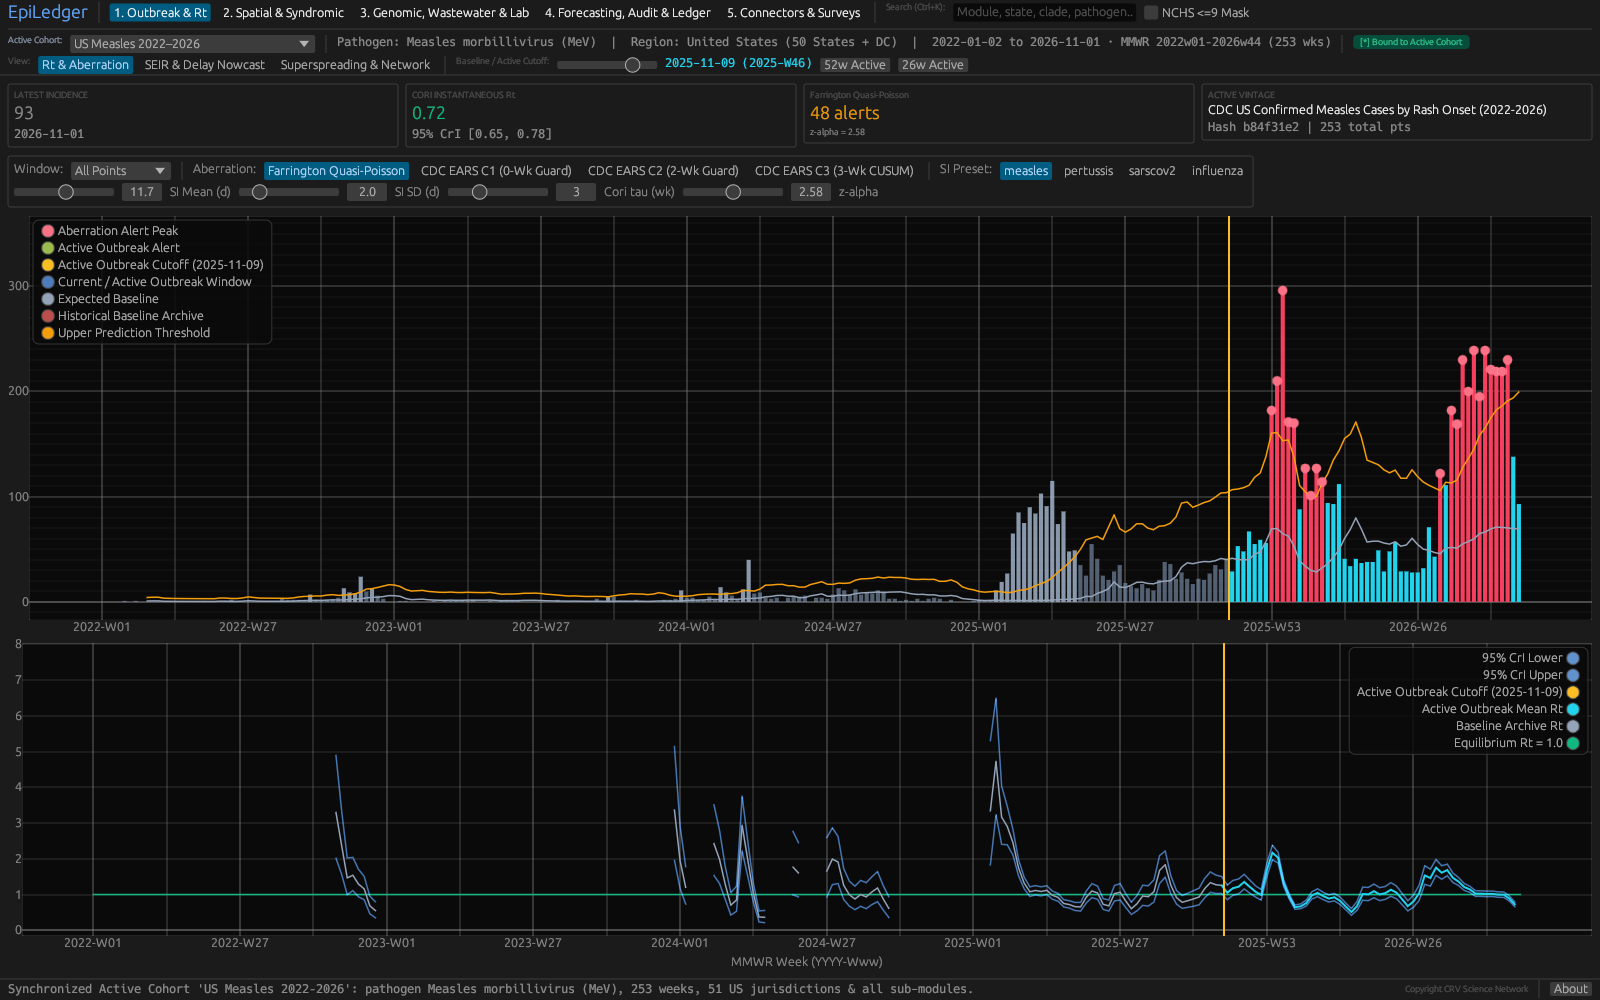 EpiLedger 1. Outbreak & Rt 2. Spatial & Syndromic 3. Genomic, Wastewater & Lab 4. Forecasting, Audit & Ledger 5. Connectors & Surveys Search (Ctrl+K): Module, state, clade, pathogen.. NCHS <=9 Mask
Active Cohort: US Measles 2022–2026 Pathogen: Measles morbillivirus (MeV) | Region: United States (50 States + DC) | 2022-01-02 to 2026-11-01 · MMWR 2022w01-2026w44 (253 wks) [*] Bound to Active Cohort
View: Rt & Aberration SEIR & Delay Nowcast Superspreading & Network Baseline / Active Cutoff: 2025-11-09 (2025-W46) 52w Active 26w Active
LATEST INCIDENCE
93
2026-11-01
CORI INSTANTANEOUS Rt
0.72
95% CrI [0.65, 0.78]
Farrington Quasi-Poisson
48 alerts
z-alpha = 2.58
ACTIVE VINTAGE
CDC US Confirmed Measles Cases by Rash Onset (2022-2026)
Hash b84f31e2 | 253 total pts
Window: All Points Aberration: Farrington Quasi-Poisson CDC EARS C1 (0-Wk Guard) CDC EARS C2 (2-Wk Guard) CDC EARS C3 (3-Wk CUSUM) SI Preset: measles pertussis sarscov2 influenza
11.7 SI Mean (d) 2.0 SI SD (d) 3 Cori tau (wk) 2.58 z-alpha
Aberration Alert Peak
Active Outbreak Alert
Active Outbreak Cutoff (2025-11-09)
Current / Active Outbreak Window
Expected Baseline
Historical Baseline Archive
Upper Prediction Threshold
300
200
100
0
2022-W01 2022-W27 2023-W01 2023-W27 2024-W01 2024-W27 2025-W01 2025-W27 2025-W53 2026-W26
8
7
6
5
4
3
2
1
0
95% CrI Lower
95% CrI Upper
Active Outbreak Cutoff (2025-11-09)
Active Outbreak Mean Rt
Baseline Archive Rt
Equilibrium Rt = 1.0
2022-W01 2022-W27 2023-W01 2023-W27 2024-W01 2024-W27 2025-W01 2025-W27 2025-W53 2026-W26
MMWR Week (YYYY-Www)
Synchronized Active Cohort 'US Measles 2022-2026': pathogen Measles morbillivirus (MeV), 253 weeks, 51 US jurisdictions & all sub-modules. Copyright CRV Science Network About